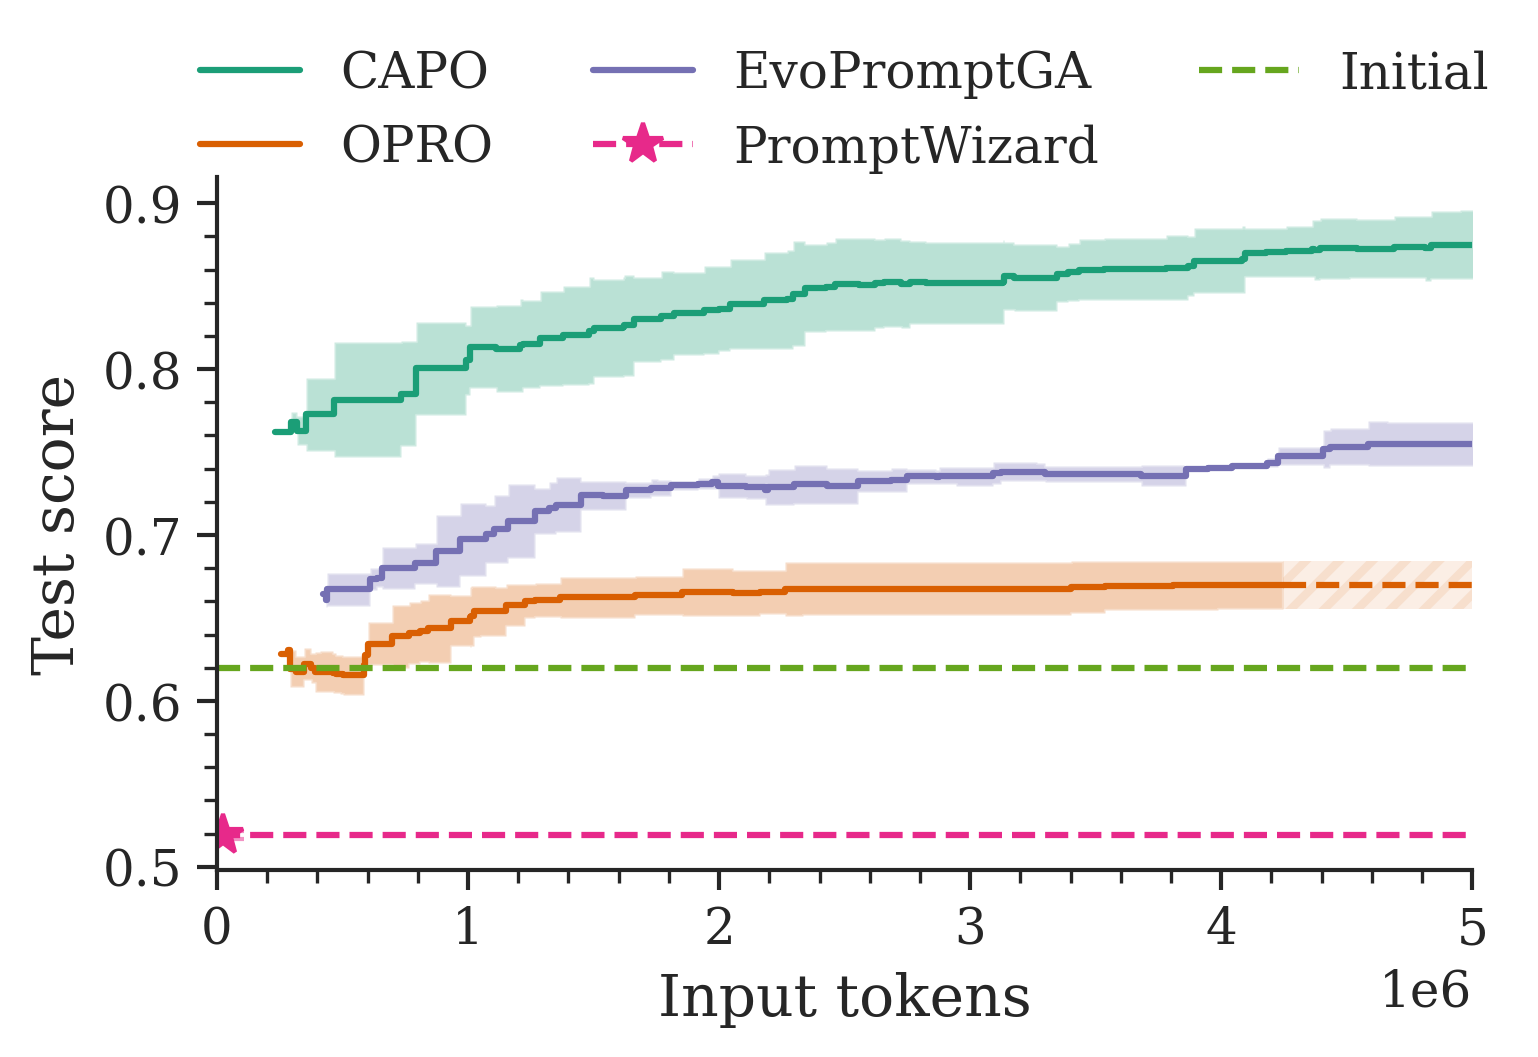 CAPO EvoPromptGA Initial
OPRO PromptWizard
0.9
0.8
0.7
0.6
0.5
Test score
0 1 2 3 4 5
Input tokens
1e6